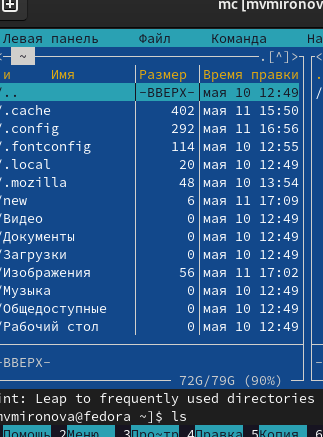 mc [mvmironov
Левая панель Файл Команда На
~ .[^]>
и Имя Размер Время правки
/.. -ВВЕРХ- мая 10 12:49
/.cache 402 мая 11 15:50
/.config 292 мая 11 16:56
/.fontconfig 114 мая 10 12:55
/.local 20 мая 10 12:49
/.mozilla 48 мая 10 13:54
/new 6 мая 11 17:09
/Видео 0 мая 10 12:49
/Документы 0 мая 10 12:49
/Загрузки 0 мая 10 12:49
/Изображения 56 мая 11 17:02
/Музыка 0 мая 10 12:49
/Общедоступные 0 мая 10 12:49
/Рабочий стол 0 мая 10 12:49
-ВВЕРХ-
72G/79G (90%)
int: Leap to frequently used directories
mvmironova@fedora ~]$ ls
Помощь 2Меню 3Про~тр 4Правка 5Копия 6